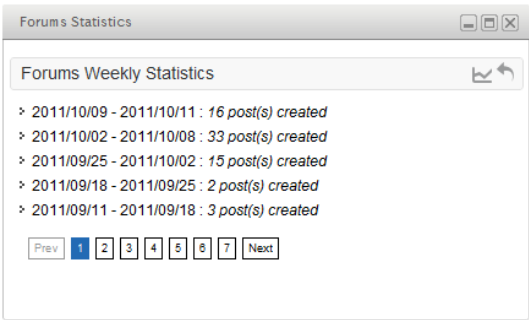 Forums Statistics
Forums Weekly Statistics
2011/10/09 - 2011/10/11 : 16 post(s) created
2011/10/02 - 2011/10/08 : 33 post(s) created
2011/09/25 - 2011/10/02 : 15 post(s) created
2011/09/18 - 2011/09/25 : 2 post(s) created
2011/09/11 - 2011/09/18 : 3 post(s) created
Prev 1 2 3 4 5 6 7 Next